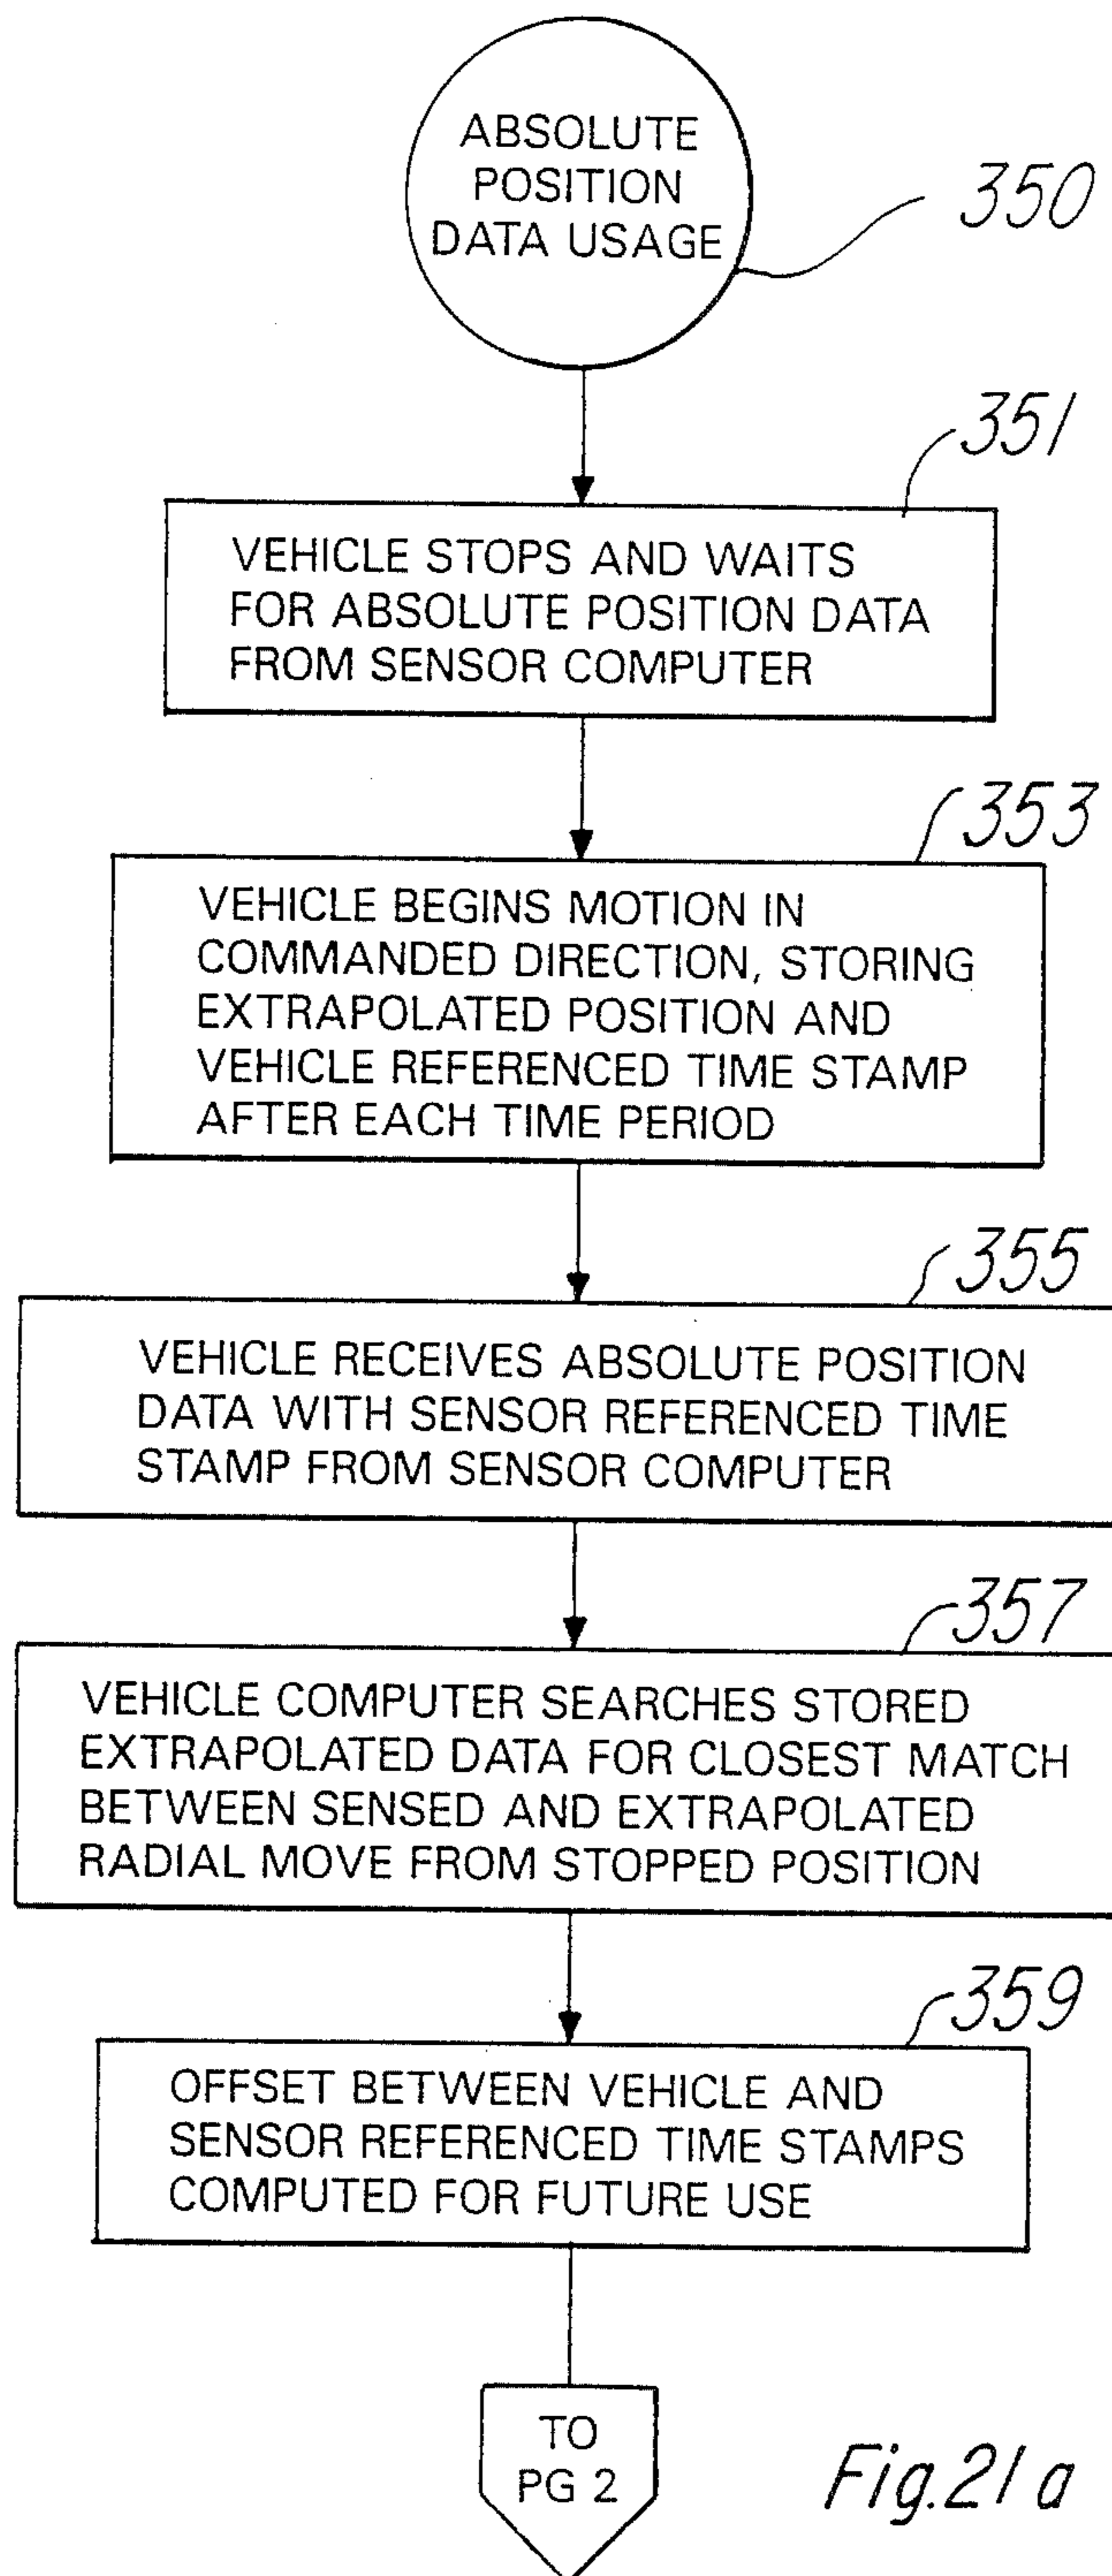 ABSOLUTE
POSITION
DATA USAGE
350
351
VEHICLE STOPS AND WAITS
FOR ABSOLUTE POSITION DATA
FROM SENSOR COMPUTER
353
VEHICLE BEGINS MOTION IN
COMMANDED DIRECTION, STORING
EXTRAPOLATED POSITION AND
VEHICLE REFERENCED TIME STAMP
AFTER EACH TIME PERIOD
355
VEHICLE RECEIVES ABSOLUTE POSITION
DATA WITH SENSOR REFERENCED TIME
STAMP FROM SENSOR COMPUTER
357
VEHICLE COMPUTER SEARCHES STORED
EXTRAPOLATED DATA FOR CLOSEST MATCH
BETWEEN SENSED AND EXTRAPOLATED
RADIAL MOVE FROM STOPPED POSITION
359
OFFSET BETWEEN VEHICLE AND
SENSOR REFERENCED TIME STAMPS
COMPUTED FOR FUTURE USE
TO
PG 2
Fig.21a